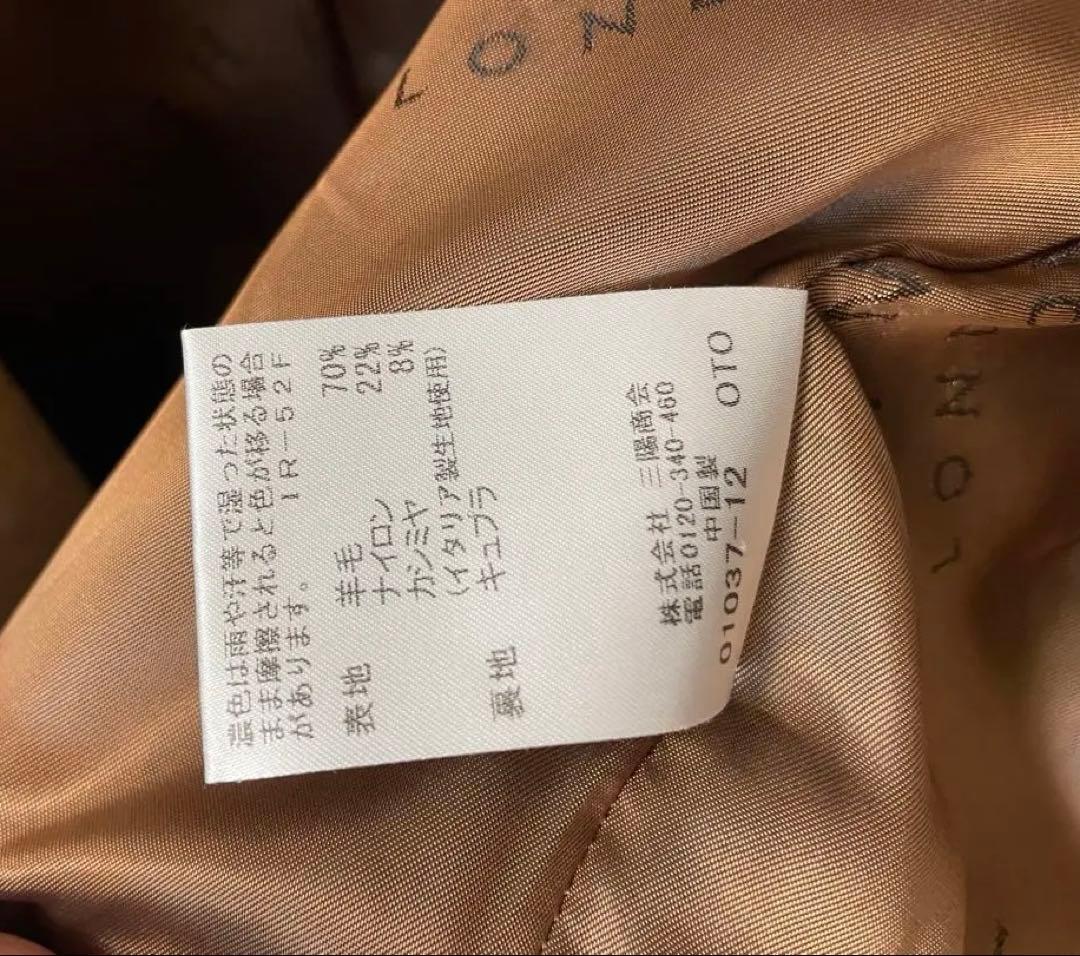 濃色は雨や汗等で湿った状態の
まま摩擦されると色が移る場合
があります。 IR-52F
表地 羊毛 70%
ナイロン 22%
カシミヤ 8%
(イタリア製生地使用)
裏地 キュプラ
株式会社 三陽商会
電話0120-340-460
中国製
01037-12 OTO
LON